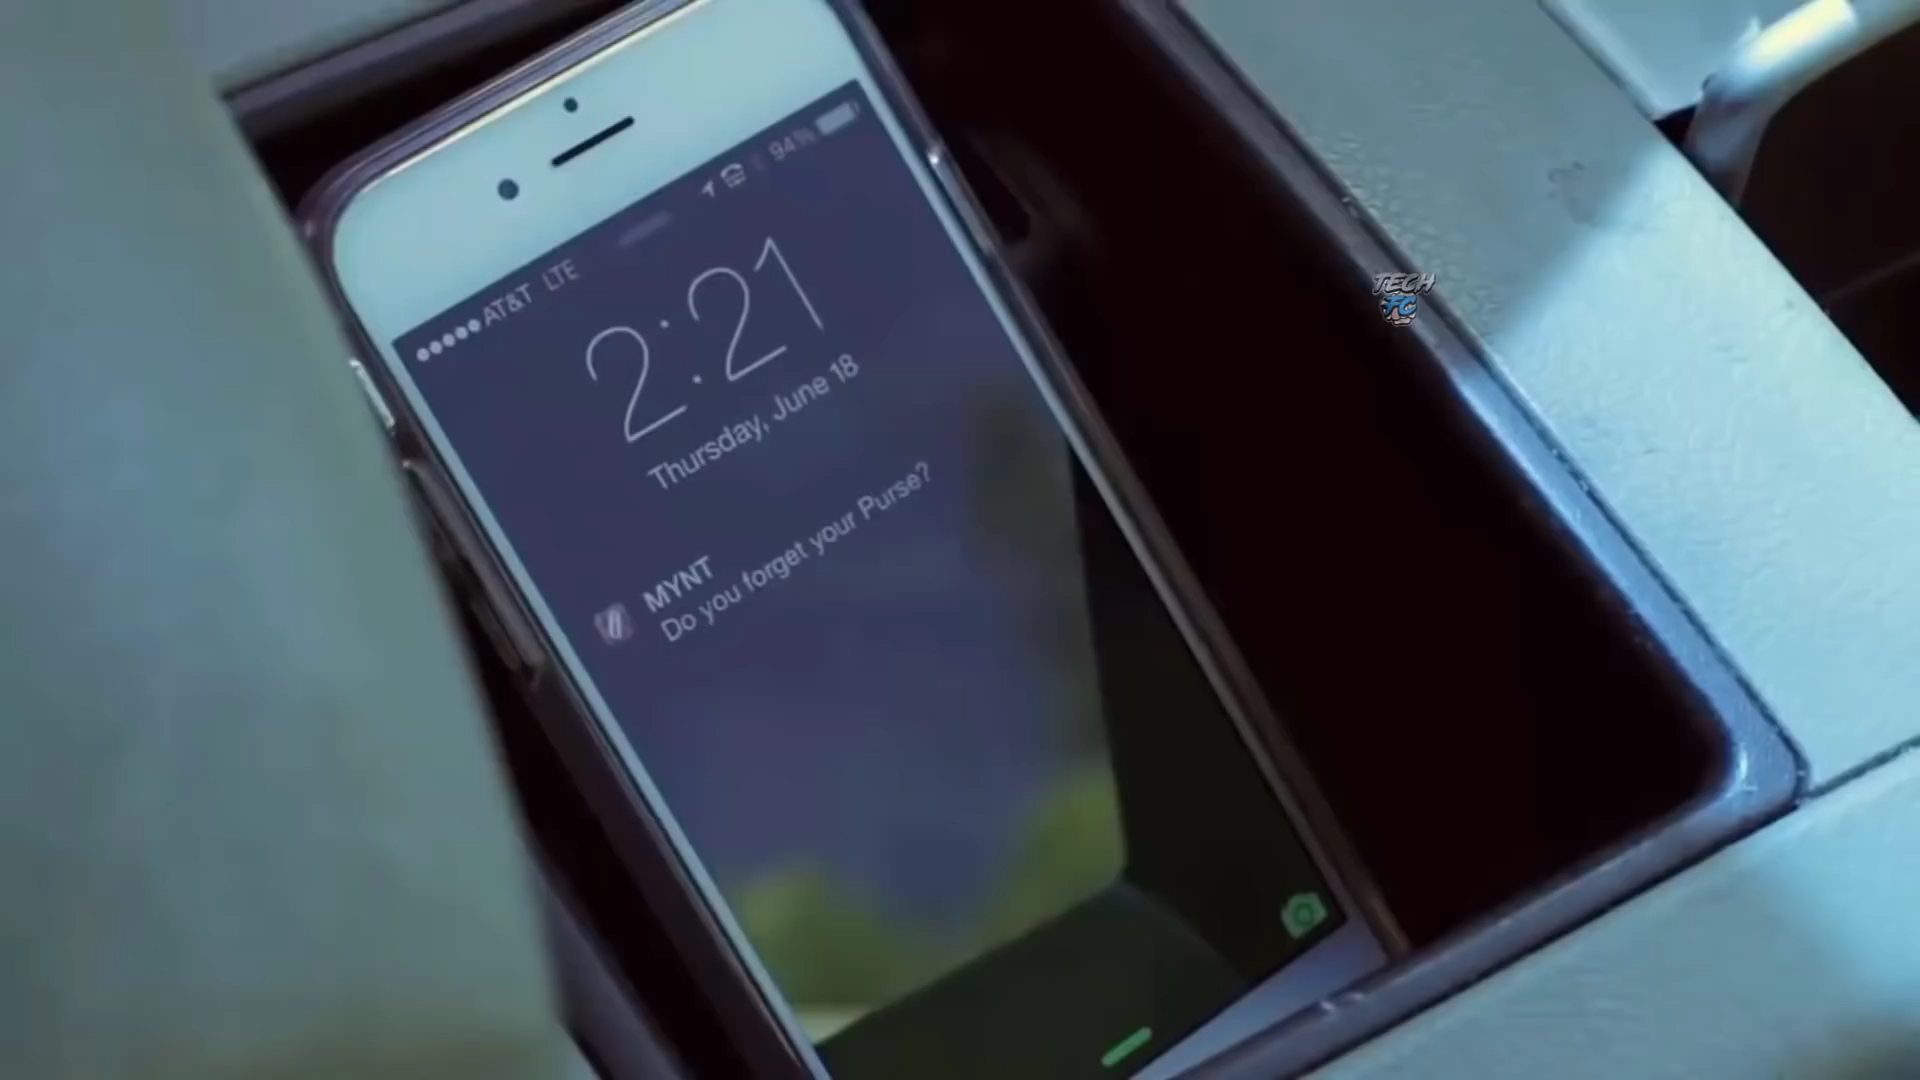 AT&T LTE 94%
2:21
Thursday, June 18
MYNT
Do you forget your Purse?
TECH
FC